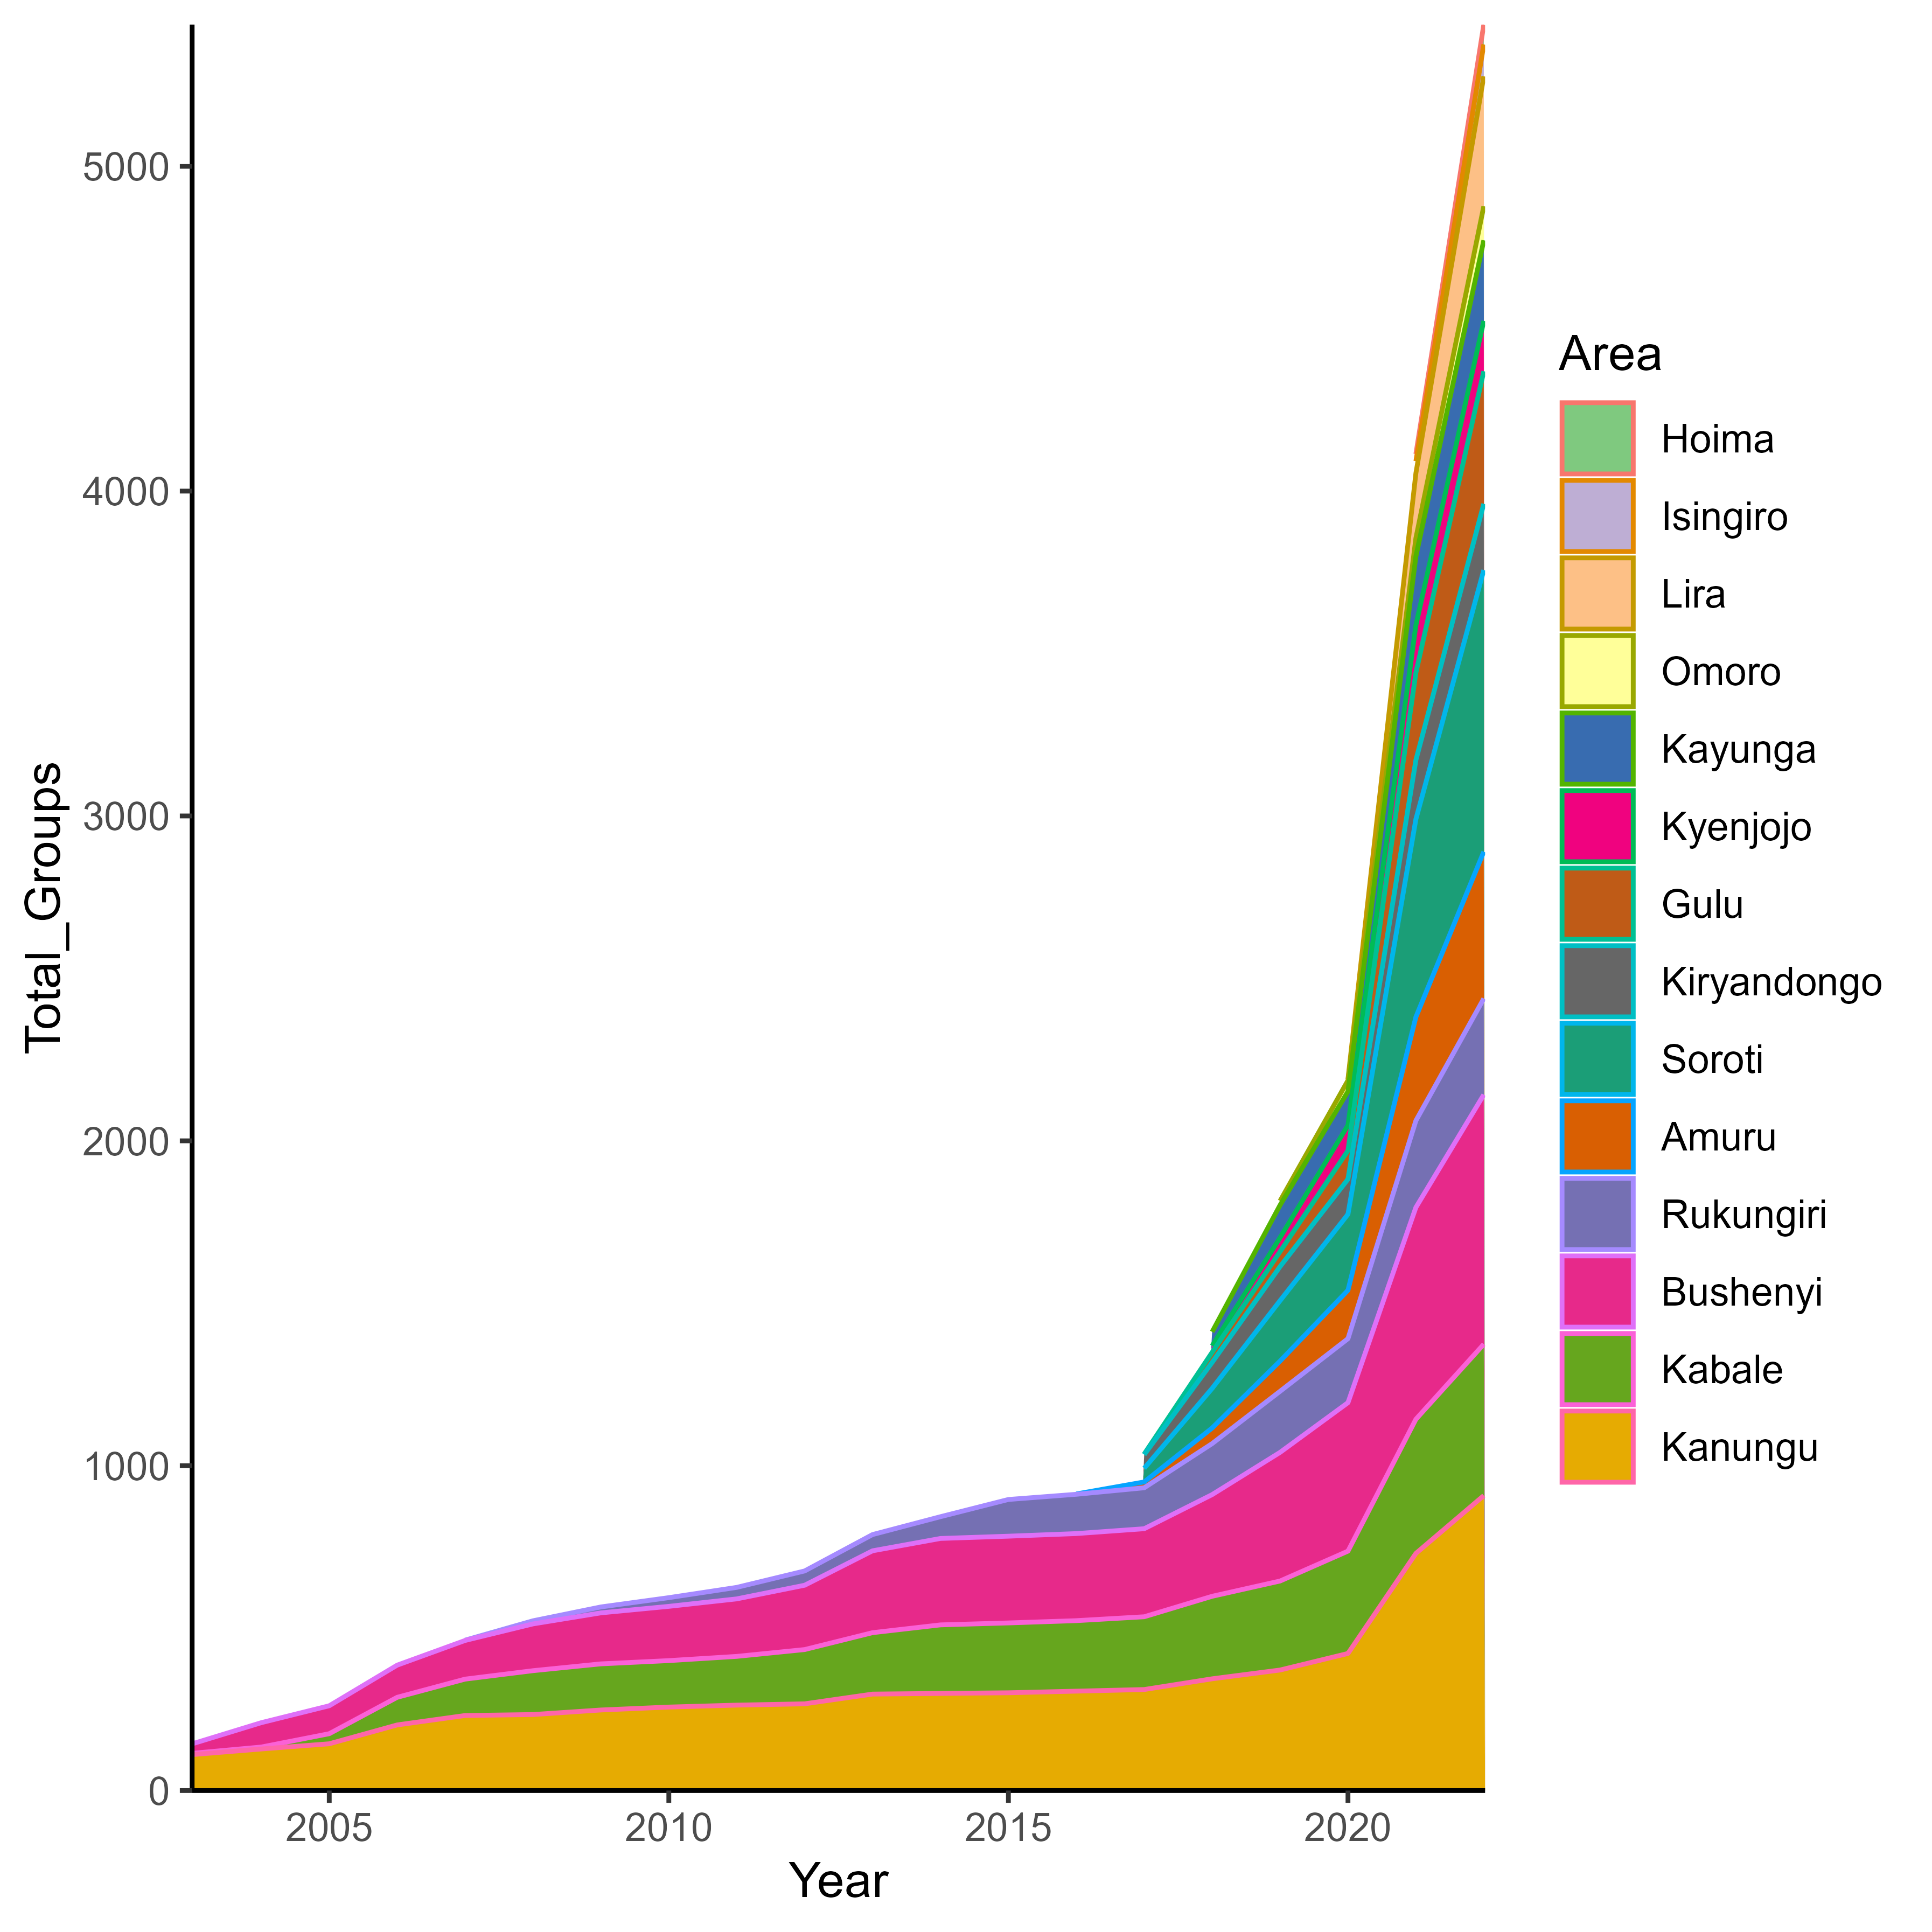 Total_Groups
5000
4000
3000
2000
1000
0
2005 2010 2015 2020
Year
Area
Hoima
Isingiro
Lira
Omoro
Kayunga
Kyenjojo
Gulu
Kiryandongo
Soroti
Amuru
Rukungiri
Bushenyi
Kabale
Kanungu